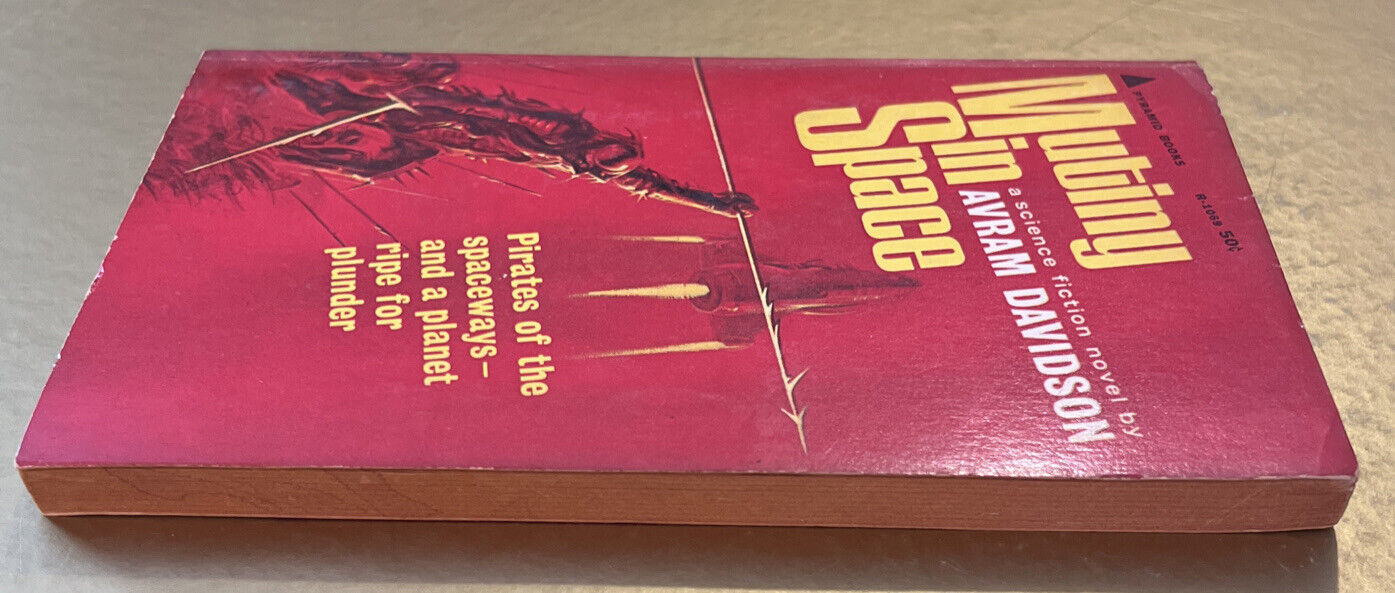 PYRAMID BOOKS
R-1069 50¢
Mutiny
in
Space
a science fiction novel by
AVRAM DAVIDSON
Pirates of the
spaceways–
and a planet
ripe for
plunder